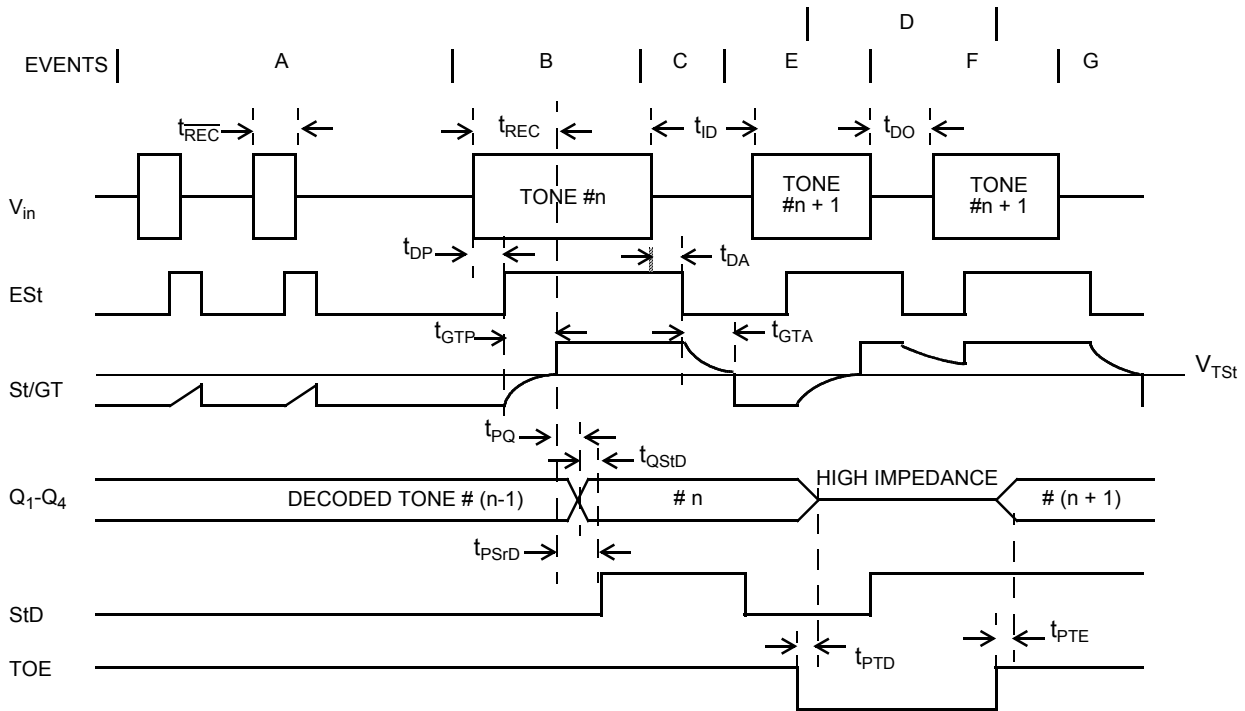 D
EVENTS A B C E F G
tREC tREC tID tDO
Vin TONE #n TONE #n + 1 TONE #n + 1
tDP tDA
ESt
tGTP tGTA
VTSt
St/GT
tPQ
tQStD
HIGH IMPEDANCE
Q1-Q4 DECODED TONE # (n-1) # n # (n + 1)
tPSrD
StD
tPTD tPTE
TOE